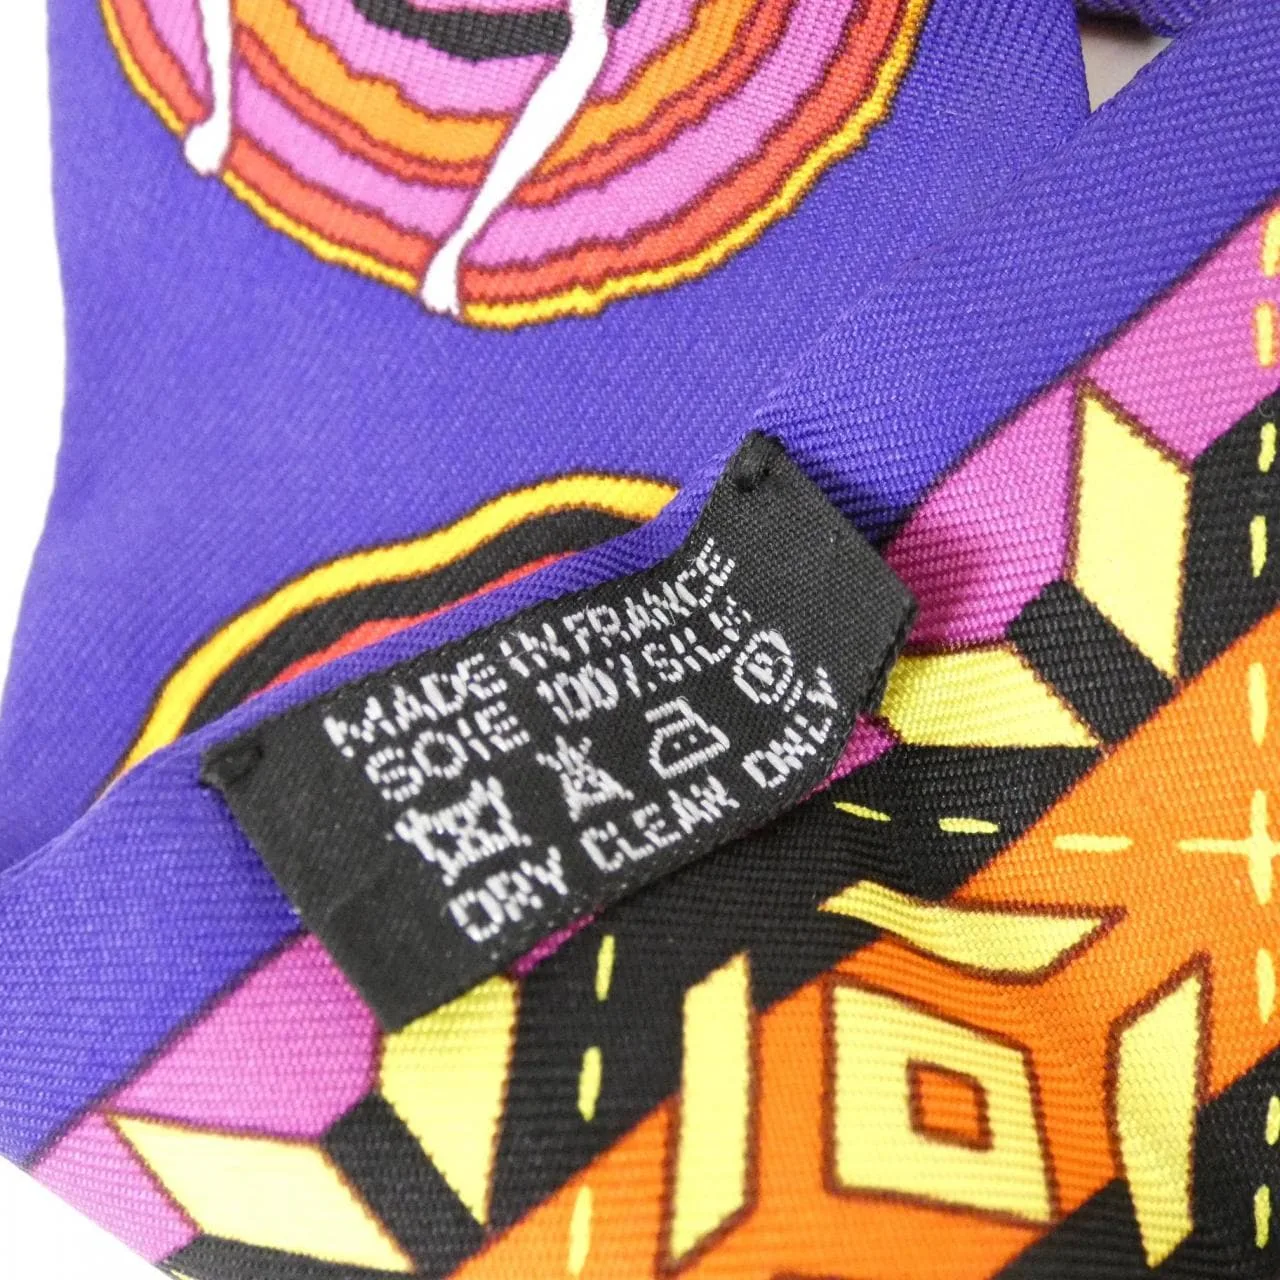 MADE IN FRANCE
SOIE 100% SILK
P
DRY CLEAN ONLY